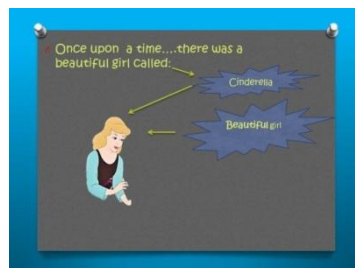 Once upon a time....there was a
beautiful girl called:
Cinderella
Beautiful girl